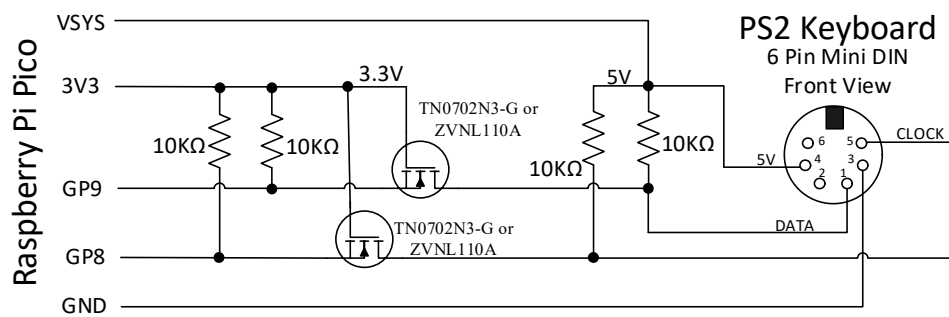 Raspberry Pi Pico
VSYS
3V3
GP9
GP8
GND
3.3V
5V
10KΩ
10KΩ
TN0702N3-G or
ZVNL110A
TN0702N3-G or
ZVNL110A
10KΩ
10KΩ
PS2 Keyboard
6 Pin Mini DIN
Front View
6
5
4
3
2
1
CLOCK
5V
DATA